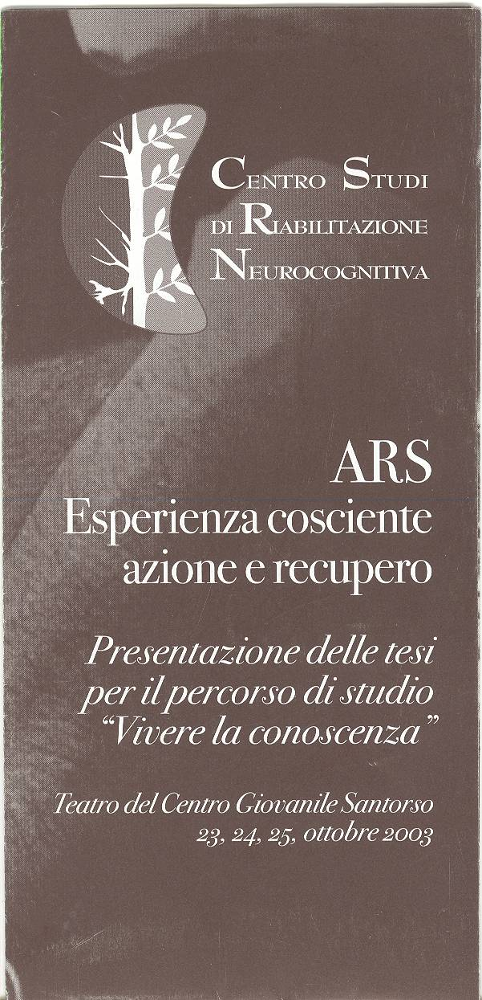 CENTRO STUDI
DI RIABILITAZIONE
NEUROCOGNITIVA
ARS
Esperienza cosciente
azione e recupero
Presentazione delle tesi
per il percorso di studio
“Vivere la conoscenza”
Teatro del Centro Giovanile Santorso
23, 24, 25, ottobre 2003